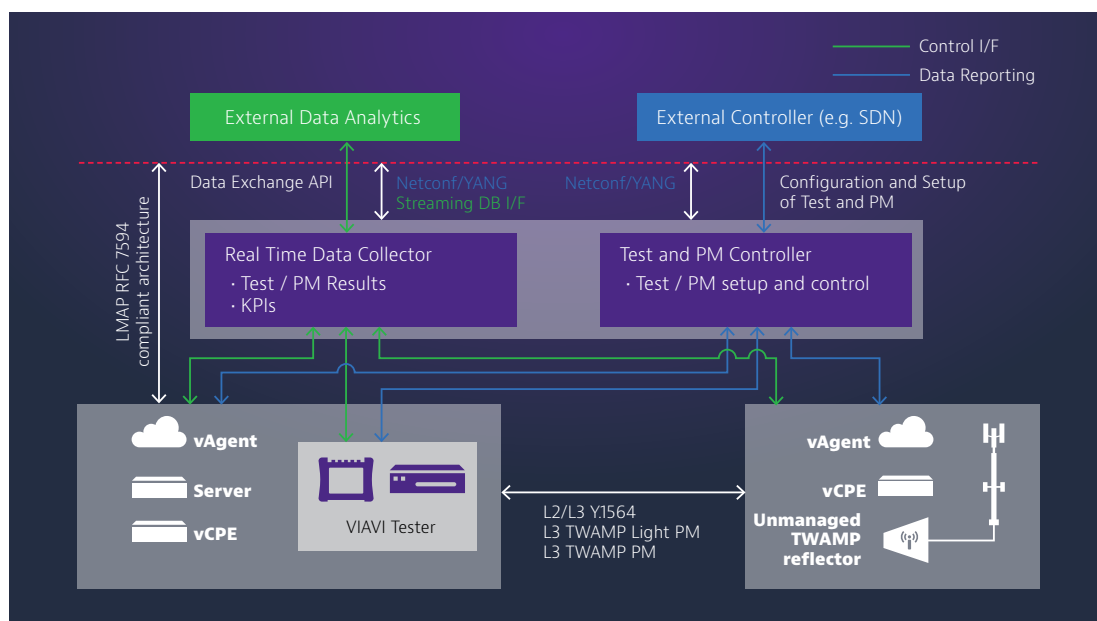 Control I/F
Data Reporting
External Data Analytics
External Controller (e.g. SDN)
Data Exchange API
Netconf/YANG
Streaming DB I/F
Netconf/YANG
Configuration and Setup
of Test and PM
LMAP RFC 7594
compliant architecture
Real Time Data Collector
· Test / PM Results
· KPIs
Test and PM Controller
· Test / PM setup and control
vAgent
Server
vCPE
VIAVI Tester
L2/L3 Y.1564
L3 TWAMP Light PM
L3 TWAMP PM
vAgent
vCPE
Unmanaged
TWAMP
reflector